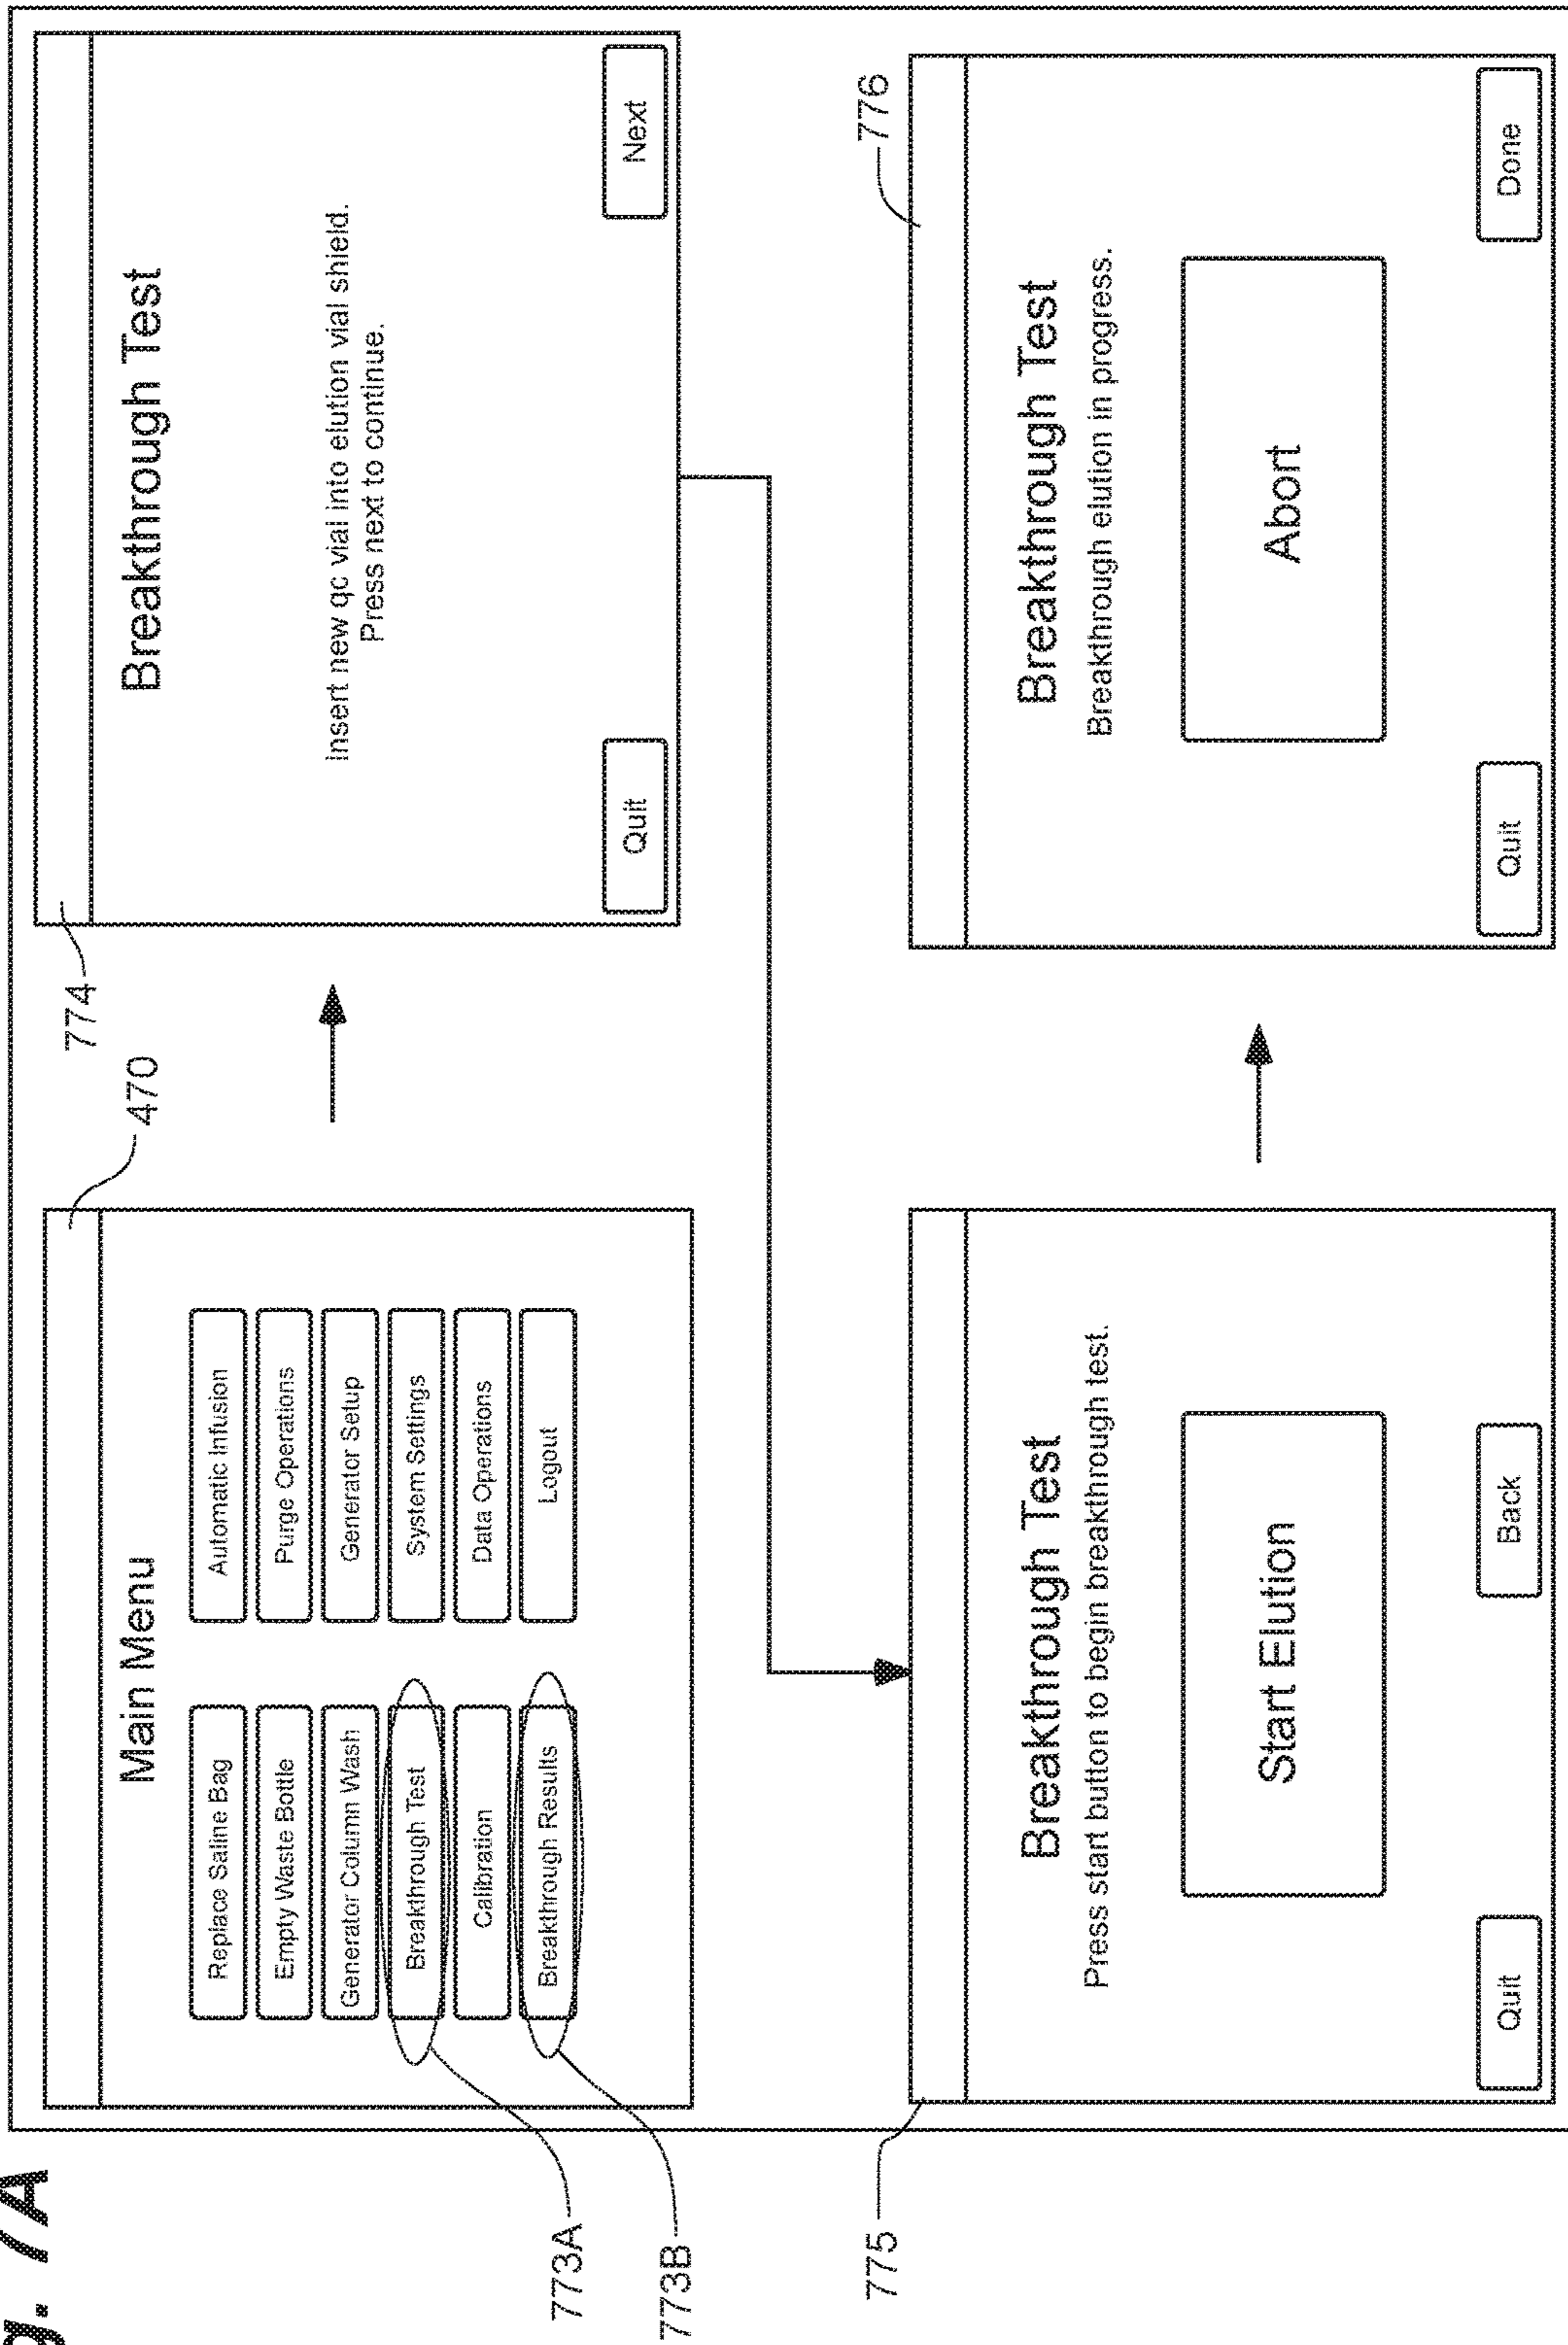 g. 7A
470
Main Menu
Replace Saline Bag
Automatic Infusion
Empty Waste Bottle
Purge Operations
Generator Column Wash
Generator Setup
Breakthrough Test
System Settings
Calibration
Data Operations
Breakthrough Results
Logout
773A
773B
774
Breakthrough Test
Insert new qc vial into elution vial shield.
Press next to continue.
Quit
Next
775
Breakthrough Test
Press start button to begin breakthrough test.
Start Elution
Quit
Back
776
Breakthrough Test
Breakthrough elution in progress.
Abort
Quit
Done